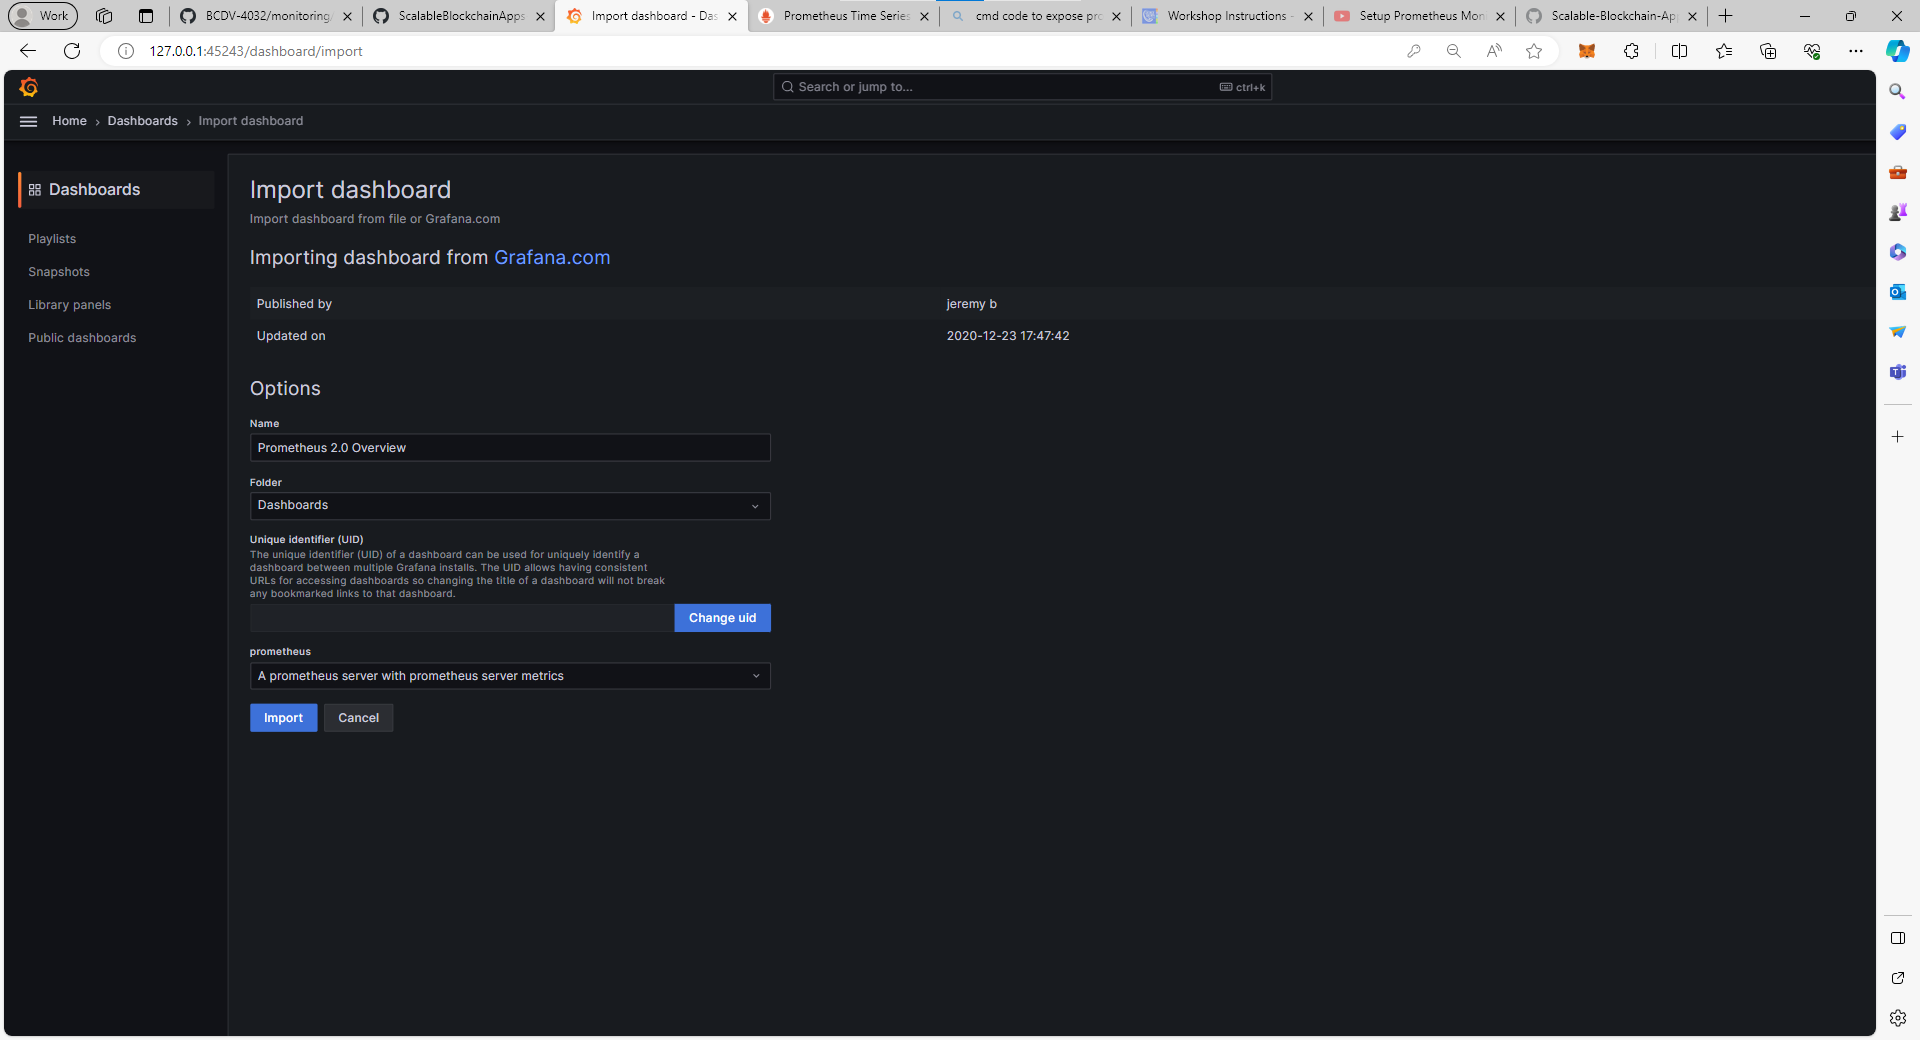 Work
BCDV-4032/monitoring/
ScalableBlockchainApps
Import dashboard - Das
Prometheus Time Series
cmd code to expose pro
Workshop Instructions -
Setup Prometheus Moni
Scalable-Blockchain-Ap
127.0.0.1:45243/dashboard/import
Search or jump to...
ctrl+k
Home › Dashboards › Import dashboard
Dashboards
Playlists
Snapshots
Library panels
Public dashboards
Import dashboard
Import dashboard from file or Grafana.com
Importing dashboard from Grafana.com
Published by
jeremy b
Updated on
2020-12-23 17:47:42
Options
Name
Prometheus 2.0 Overview
Folder
Dashboards
Unique identifier (UID)
The unique identifier (UID) of a dashboard can be used for uniquely identify a
dashboard between multiple Grafana installs. The UID allows having consistent
URLs for accessing dashboards so changing the title of a dashboard will not break
any bookmarked links to that dashboard.
Change uid
prometheus
A prometheus server with prometheus server metrics
Import
Cancel